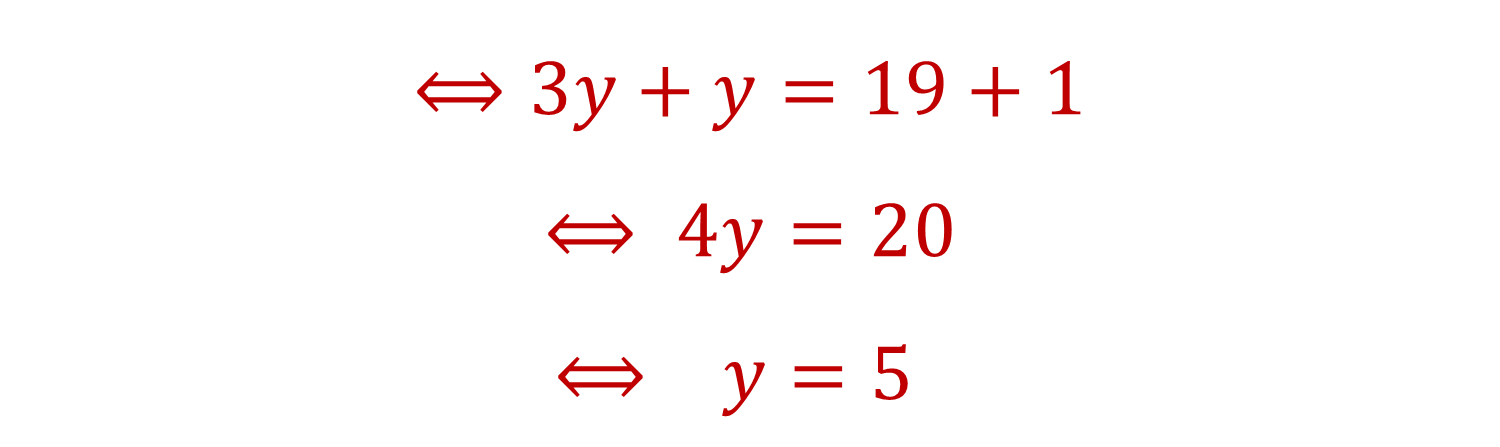 ⟺ 3y + y = 19 + 1
⟺ 4y = 20
⟺ y = 5